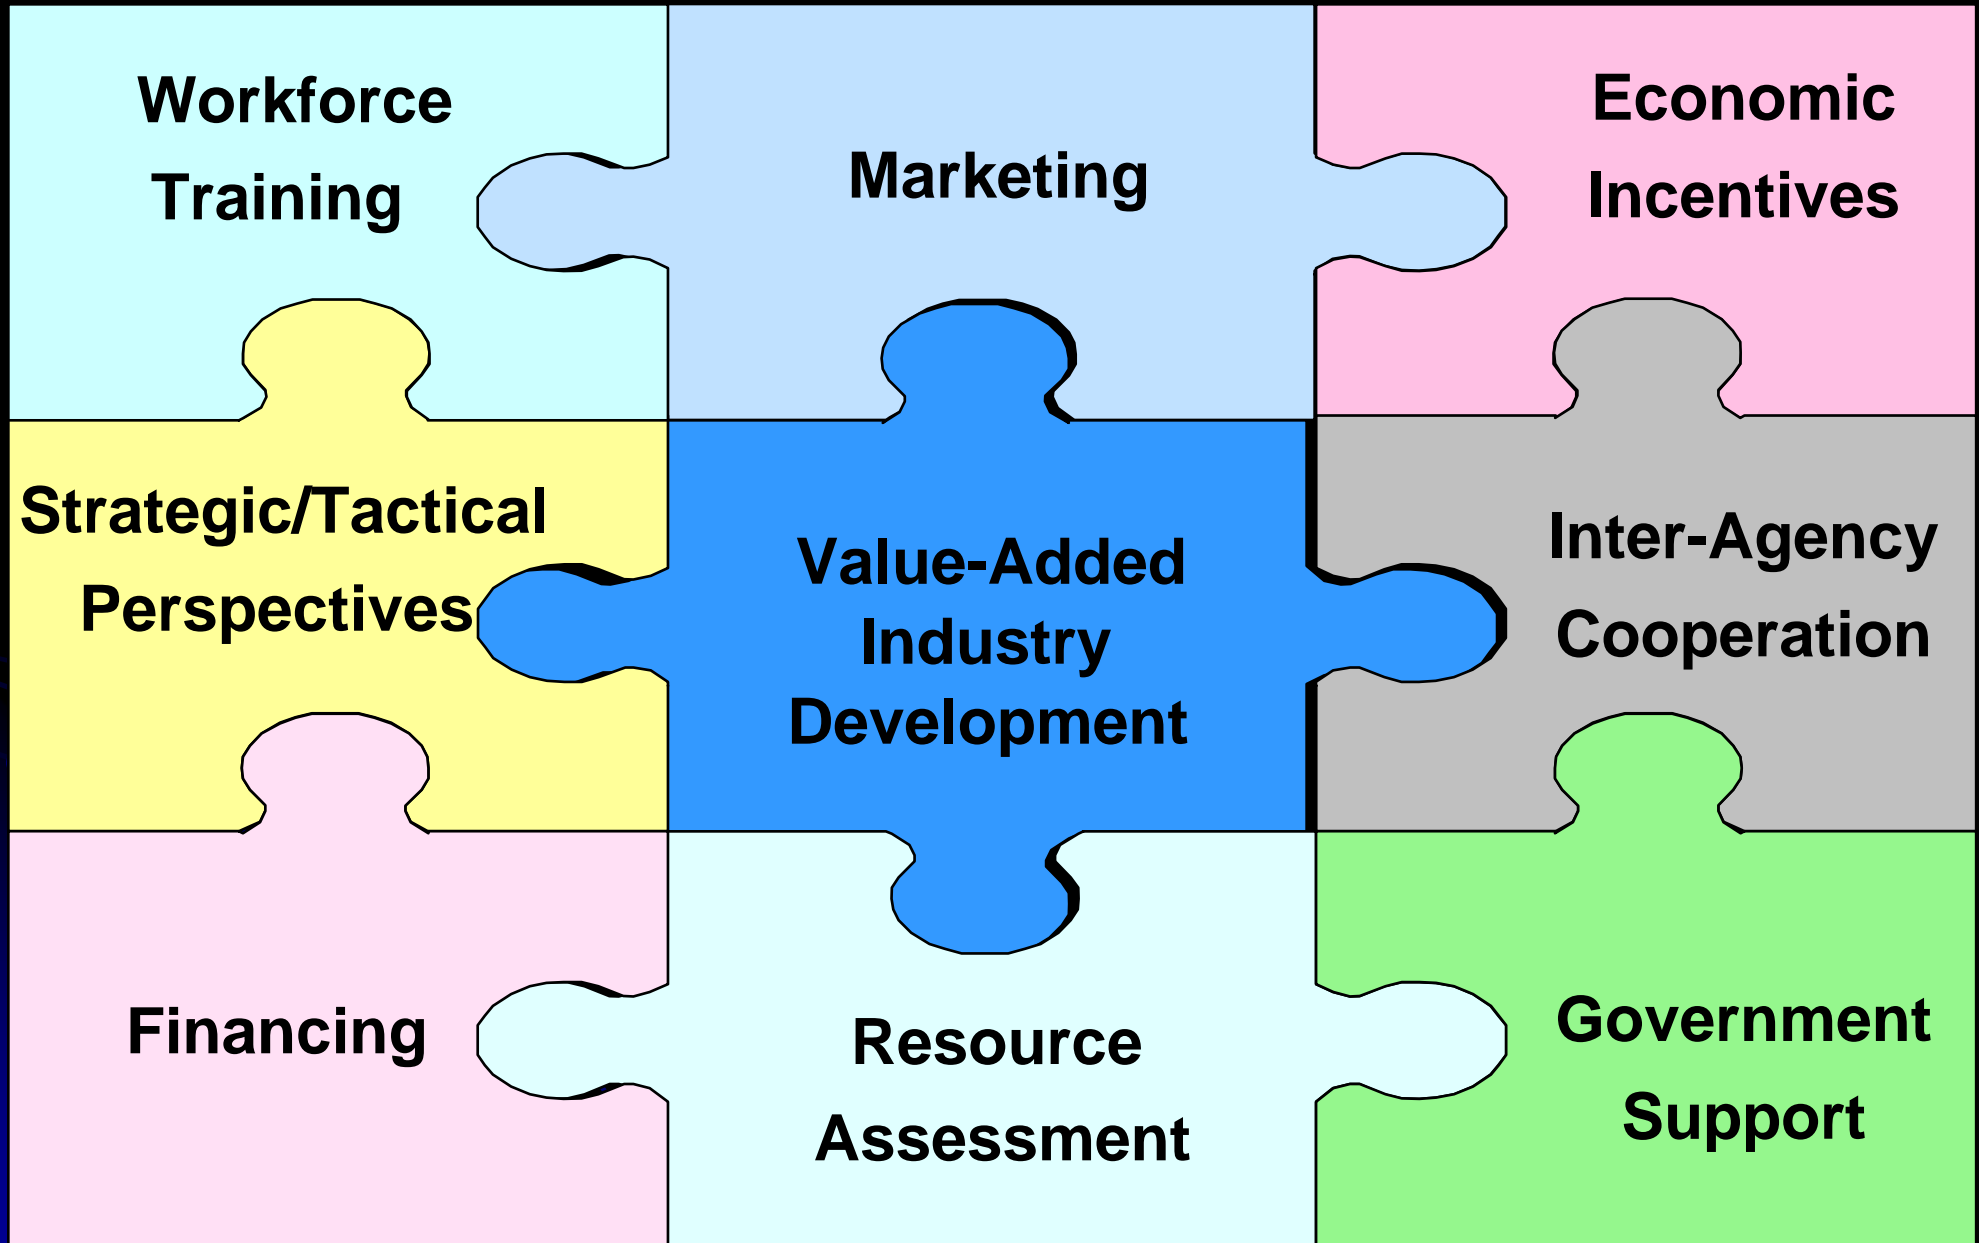 Workforce
Training
Marketing
Economic
Incentives
Strategic/Tactical
Perspectives
Value-Added
Industry
Development
Inter-Agency
Cooperation
Financing
Resource
Assessment
Government
Support